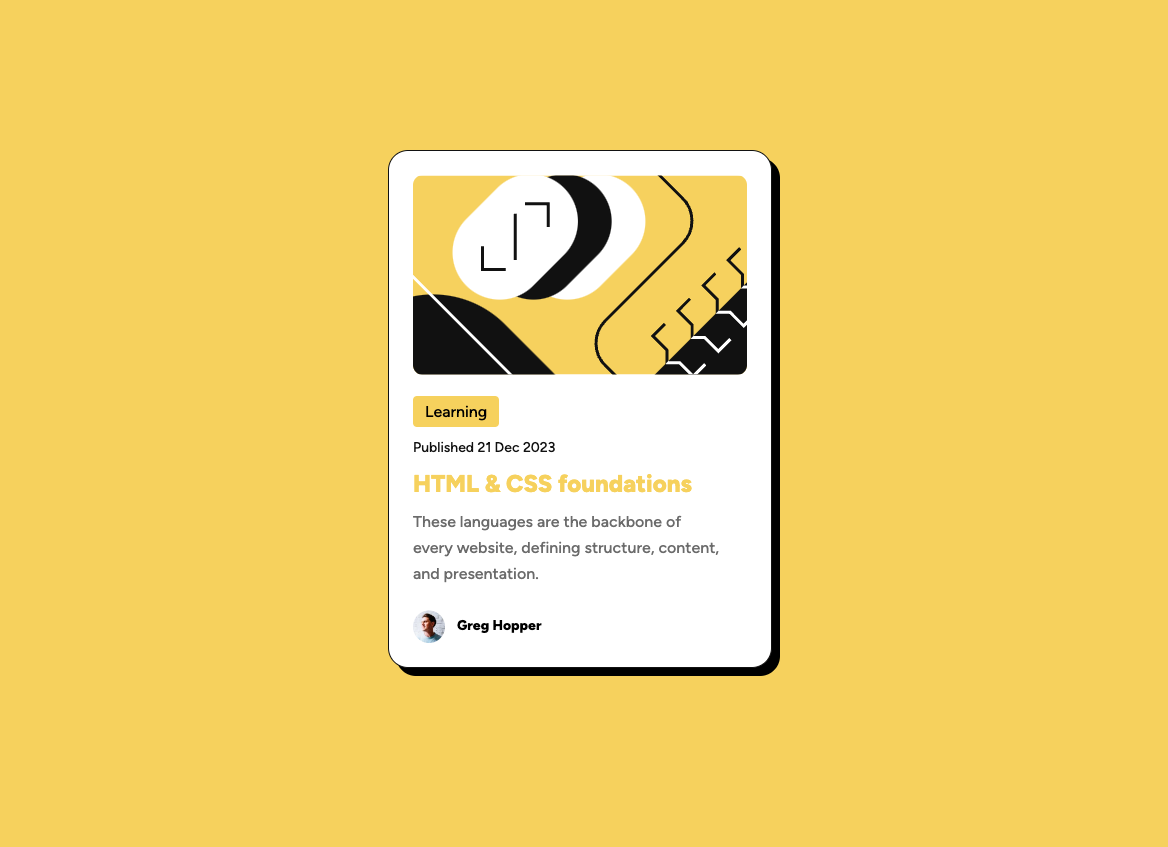 Learning
Published 21 Dec 2023
HTML & CSS foundations
These languages are the backbone of
every website, defining structure, content,
and presentation.
Greg Hopper